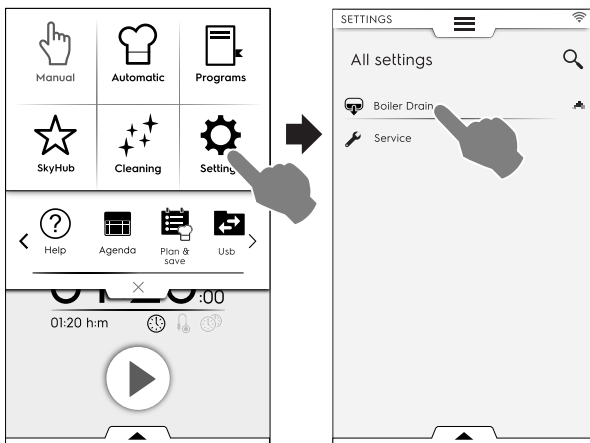 Manual Automatic Programs
SkyHub Cleaning Setting
Help Agenda Plan & save Usb
:00
01:20 h:m
SETTINGS
All settings
Boiler Drain
Service